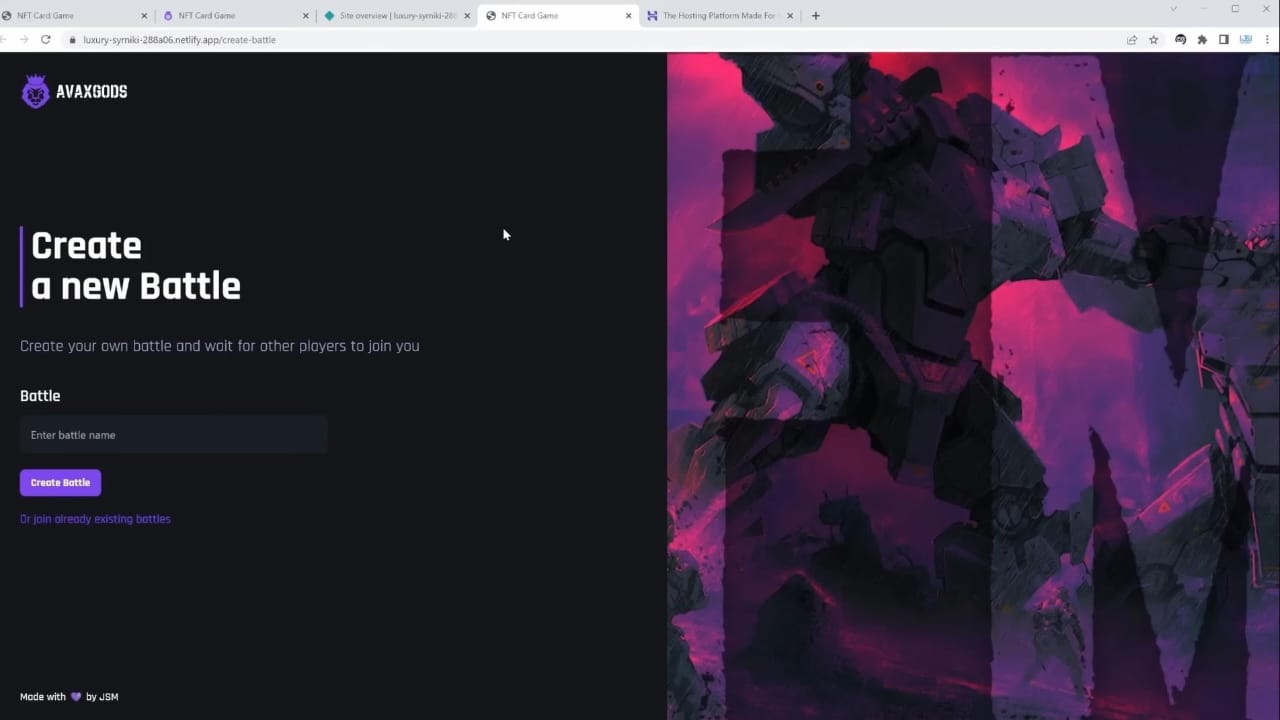 NFT Card Game
NFT Card Game
Site overview | luxury-syrniki-288
NFT Card Game
The Hosting Platform Made For
luxury-syrniki-288a06.netlify.app/create-battle
AVAXGODS
Create
a new Battle
Create your own battle and wait for other players to join you
Battle
Enter battle name
Create Battle
Or join already existing battles
Made with 💜 by JSM